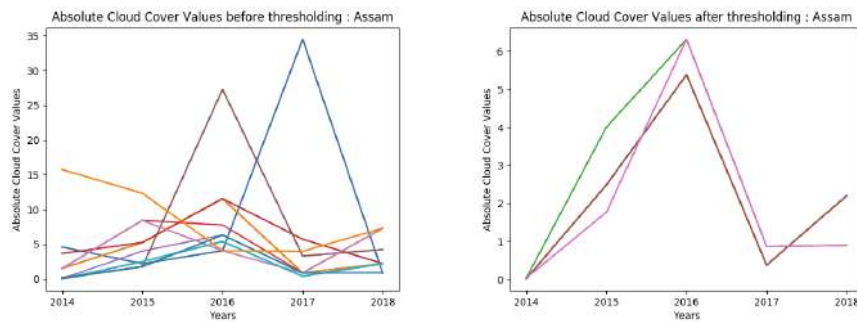 Absolute Cloud Cover Values before thresholding : Assam
Absolute Cloud Cover Values
35
30
25
20
15
10
5
0
2014 2015 2016 2017 2018
Years
Absolute Cloud Cover Values after thresholding : Assam
Absolute Cloud Cover Values
6
5
4
3
2
1
0
2014 2015 2016 2017 2018
Years